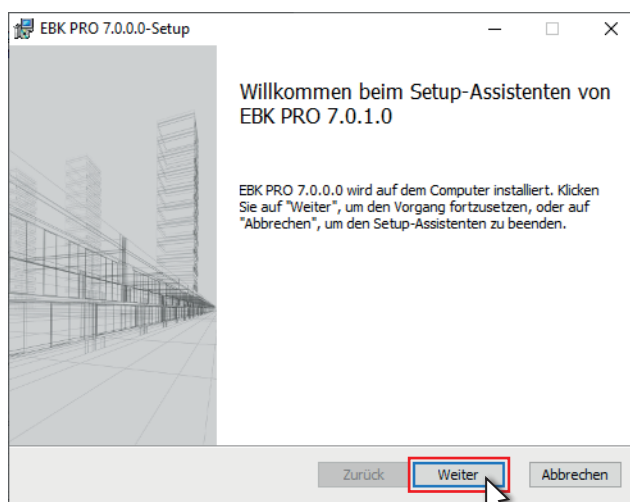 EBK PRO 7.0.0.0-Setup
Willkommen beim Setup-Assistenten von
EBK PRO 7.0.1.0
EBK PRO 7.0.0.0 wird auf dem Computer installiert. Klicken
Sie auf "Weiter", um den Vorgang fortzusetzen, oder auf
"Abbrechen", um den Setup-Assistenten zu beenden.
Zurück Weiter Abbrechen